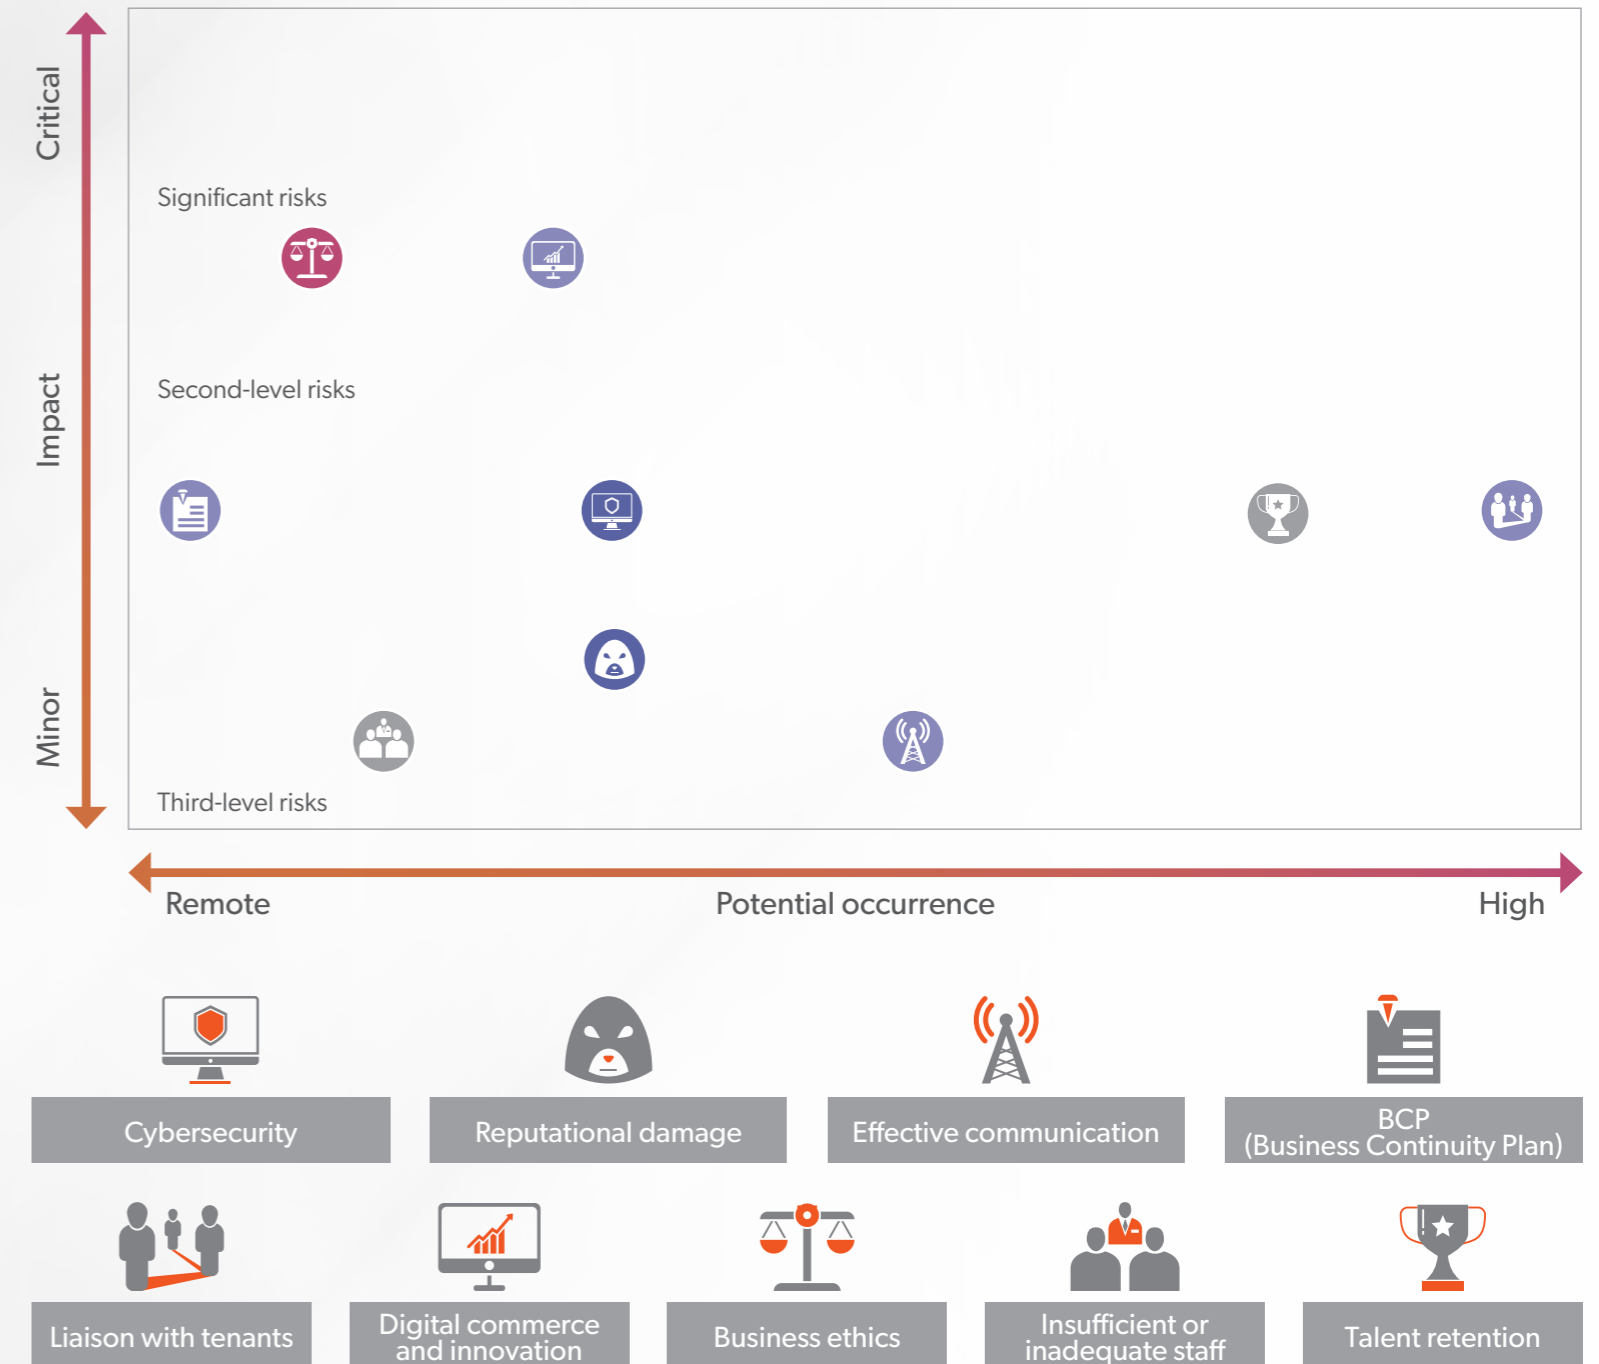 Critical
Impact
Minor
Significant risks
Second-level risks
Third-level risks
Remote
Potential occurrence
High
Cybersecurity
Reputational damage
Effective communication
BCP
(Business Continuity Plan)
Liaison with tenants
Digital commerce
and innovation
Business ethics
Insufficient or
inadequate staff
Talent retention